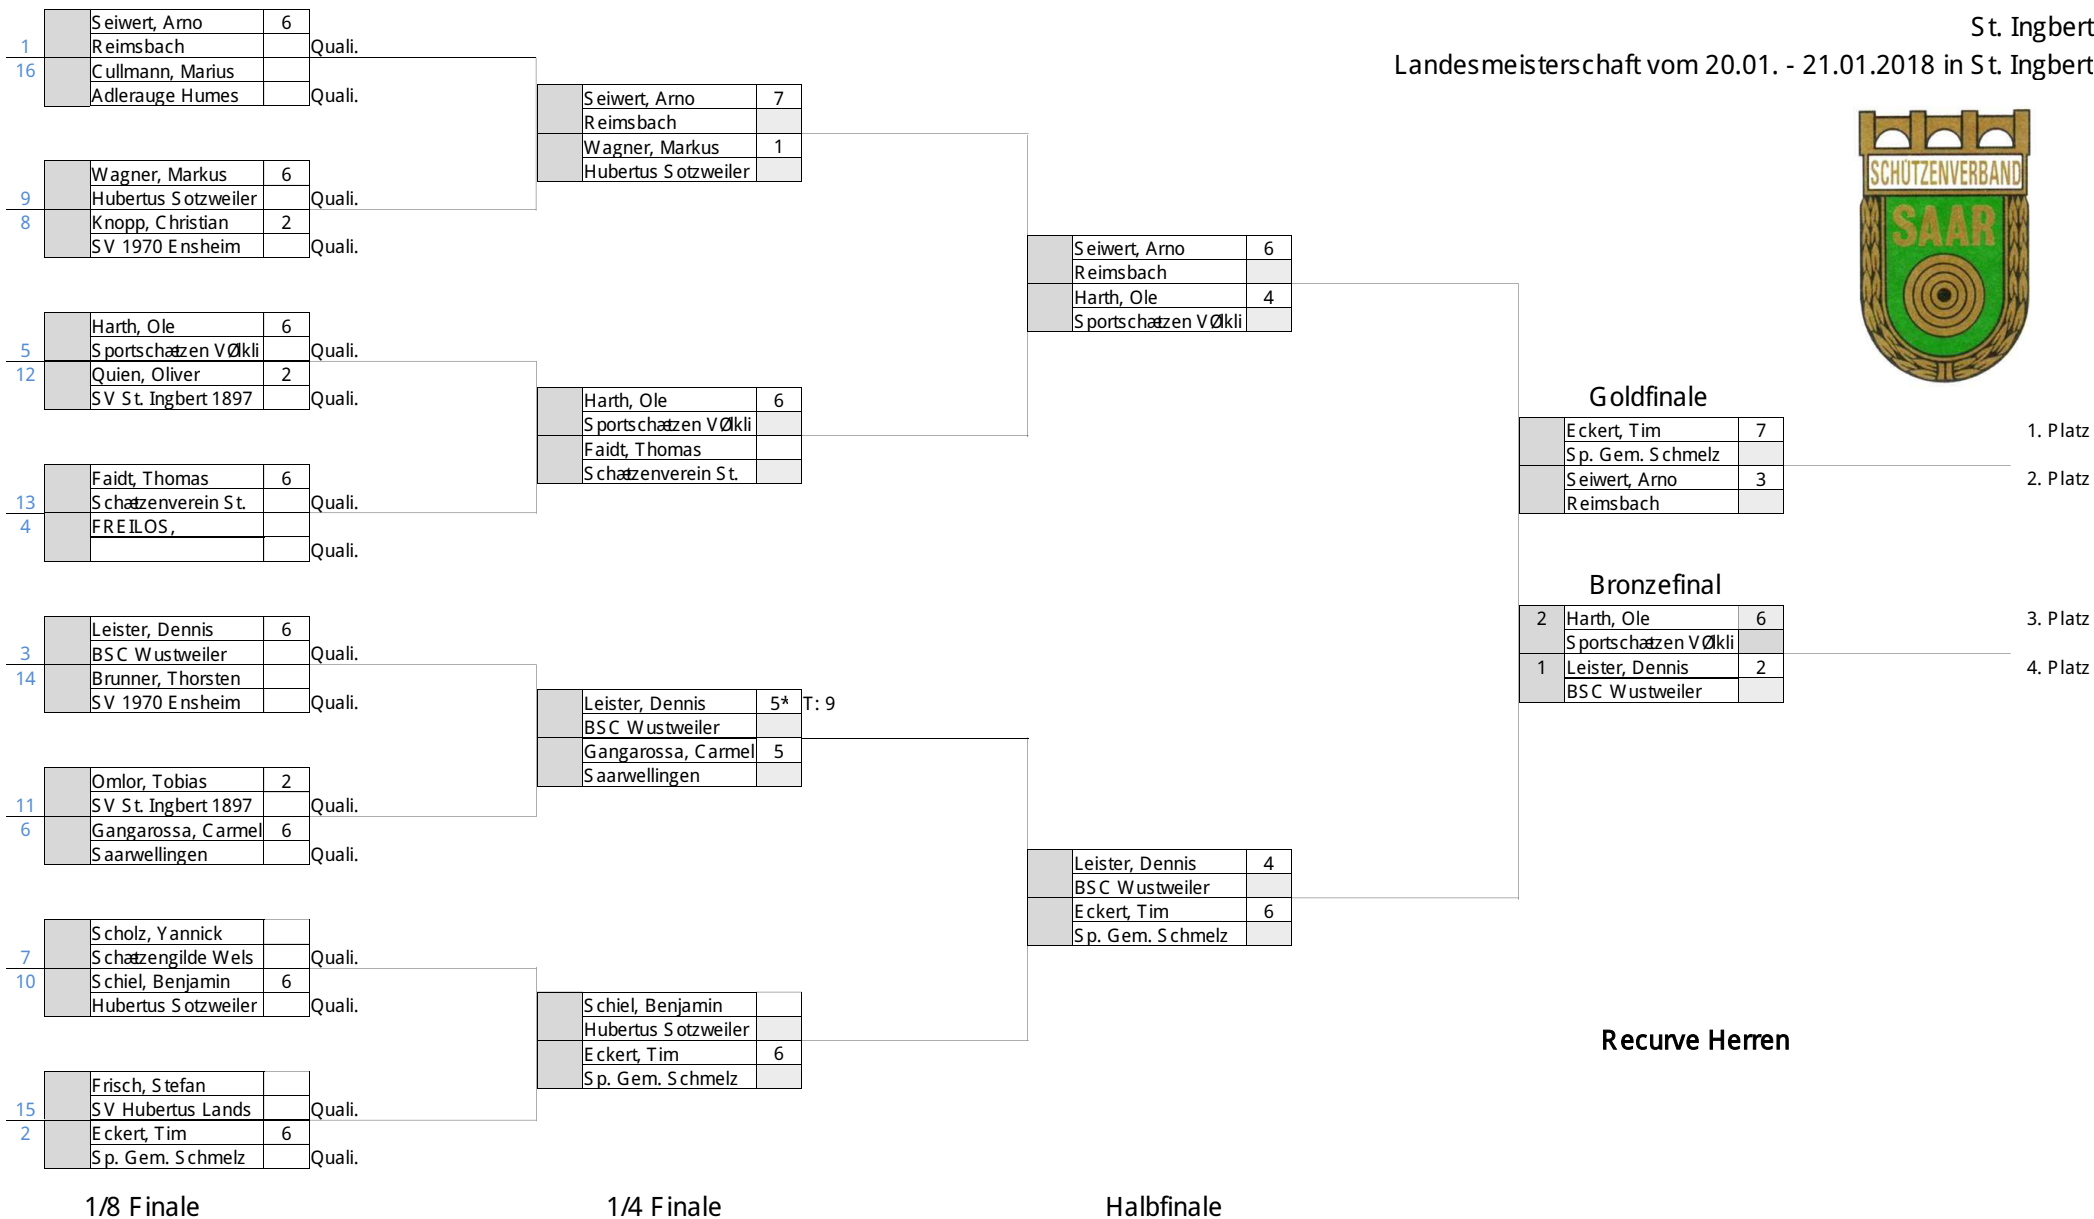 St. Ingbert
Landesmeisterschaft vom 20.01. - 21.01.2018 in St. Ingbert
SCHÜTZENVERBAND
SAAR
Seiwert, Arno 6
1 Reimsbach Quali.
16 Cullmann, Marius
Adlerauge Humes Quali.
Wagner, Markus 6
9 Hubertus Sotzweiler Quali.
8 Knopp, Christian 2
SV 1970 Ensheim Quali.
Harth, Ole 6
5 Sportschætzen VØlkli Quali.
12 Quien, Oliver 2
SV St. Ingbert 1897 Quali.
Faidt, Thomas 6
13 Schætzenverein St. Quali.
4 FREILOS,
Quali.
Leister, Dennis 6
3 BSC Wustweiler Quali.
14 Brunner, Thorsten
SV 1970 Ensheim Quali.
Omlor, Tobias 2
11 SV St. Ingbert 1897 Quali.
6 Gangarossa, Carmel 6
Saarwellingen Quali.
Scholz, Yannick
7 Schætzengilde Wels Quali.
10 Schiel, Benjamin 6
Hubertus Sotzweiler Quali.
Frisch, Stefan
15 SV Hubertus Lands Quali.
2 Eckert, Tim 6
Sp. Gem. Schmelz Quali.
1/8 Finale
Seiwert, Arno 7
Reimsbach
Wagner, Markus 1
Hubertus Sotzweiler
Harth, Ole 6
Sportschætzen VØlkli
Faidt, Thomas
Schætzenverein St.
Leister, Dennis 5* T: 9
BSC Wustweiler
Gangarossa, Carmel 5
Saarwellingen
Schiel, Benjamin
Hubertus Sotzweiler
Eckert, Tim 6
Sp. Gem. Schmelz
1/4 Finale
Seiwert, Arno 6
Reimsbach
Harth, Ole 4
Sportschætzen VØlkli
Leister, Dennis 4
BSC Wustweiler
Eckert, Tim 6
Sp. Gem. Schmelz
Halbfinale
Goldfinale
Eckert, Tim 7 1. Platz
Sp. Gem. Schmelz
Seiwert, Arno 3 2. Platz
Reimsbach
Bronzefinal
2 Harth, Ole 6 3. Platz
Sportschætzen VØlkli
1 Leister, Dennis 2 4. Platz
BSC Wustweiler
Recurve Herren